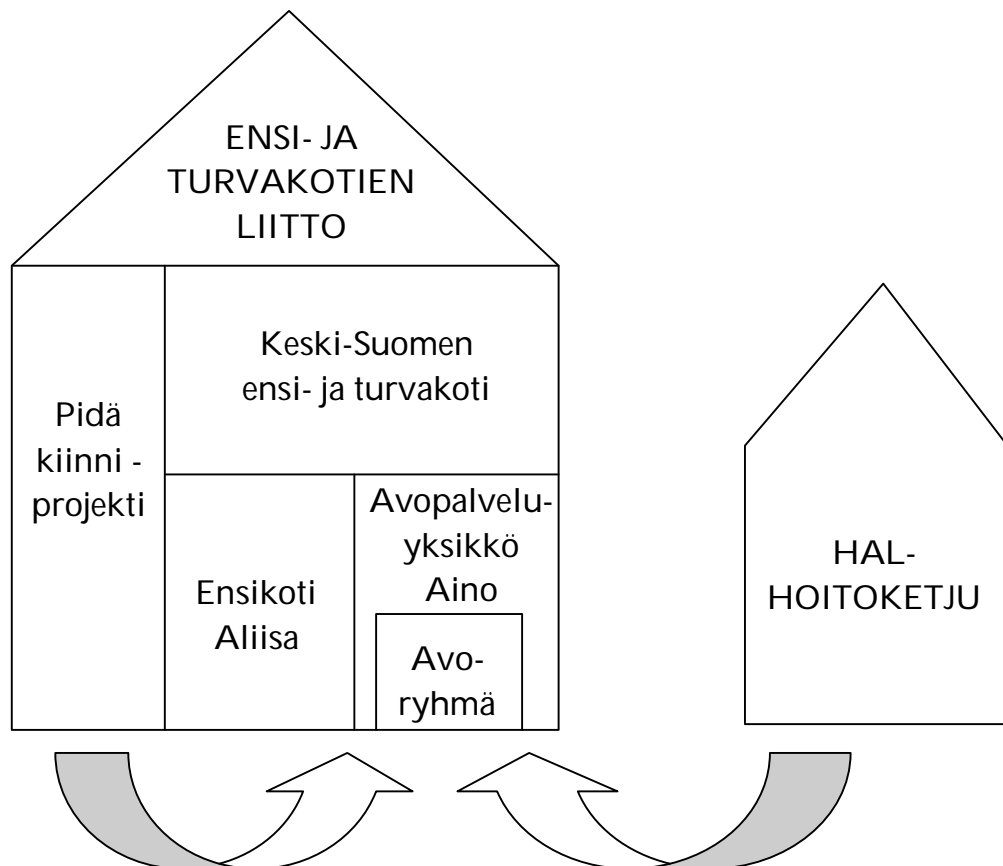 ENSI- JA
TURVAKOTIEN
LIITTO
Keski-Suomen
ensi- ja turvakoti
Pidä
kiinni -
projekti
Avopalvelu-
yksikkö
Aino
Ensikoti
Aliisa
Avo-
ryhmä
HAL-
HOITOKETJU